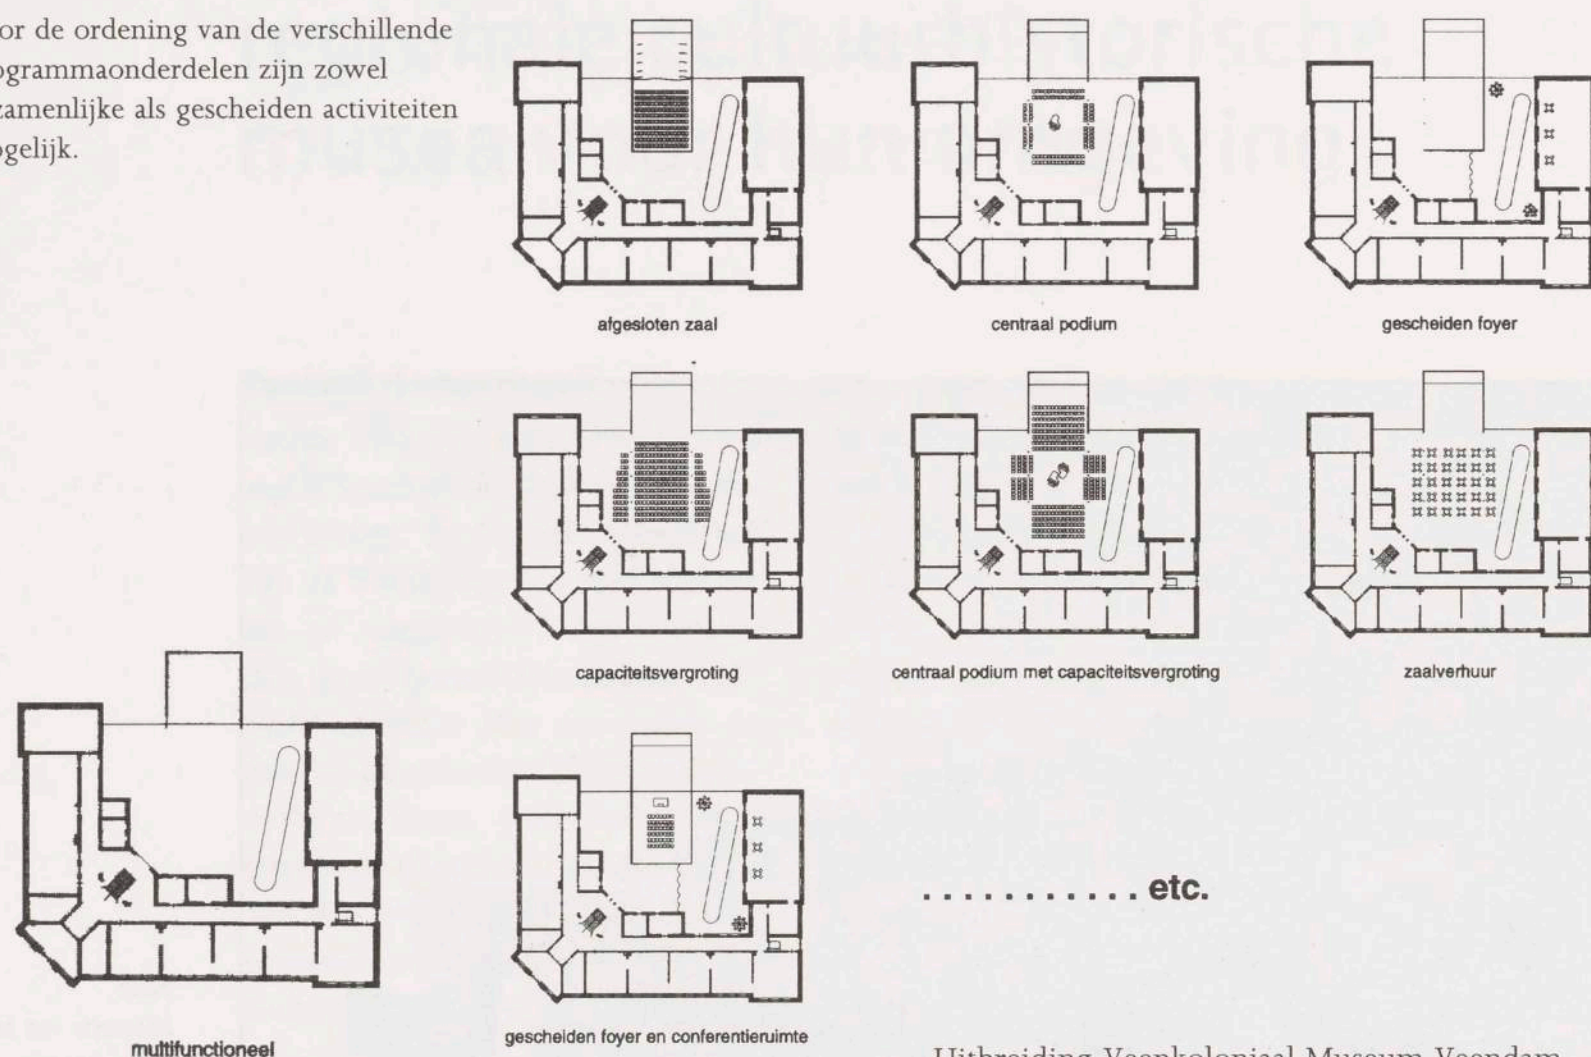 or de ordening van de verschillende
ogrammaonderdelen zijn zowel
zamenlijke als gescheiden activiteiten
ogelijk.
afgesloten zaal
centraal podium
gescheiden foyer
capaciteitsvergroting
centraal podium met capaciteitsvergroting
zaalverhuur
multifunctioneel
gescheiden foyer en conferentieruimte
. . . . . . . . . . . . etc.
Uitbreiding Veenkoloniaal Museum Veendam